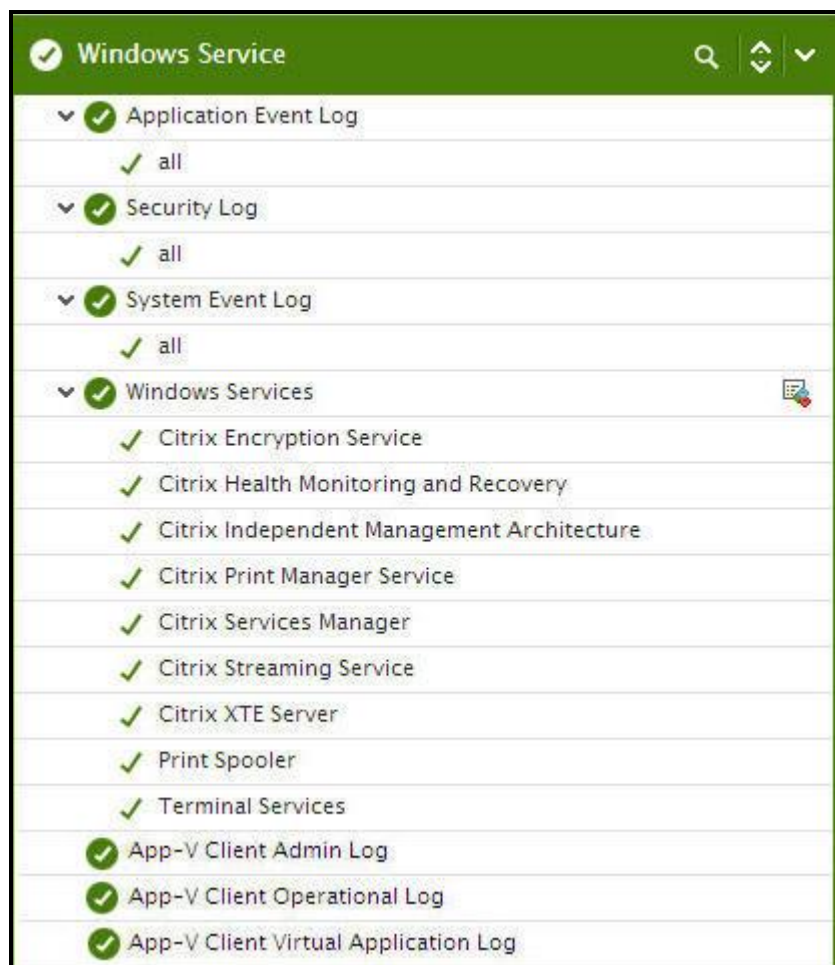 Windows Service
Application Event Log
all
Security Log
all
System Event Log
all
Windows Services
Citrix Encryption Service
Citrix Health Monitoring and Recovery
Citrix Independent Management Architecture
Citrix Print Manager Service
Citrix Services Manager
Citrix Streaming Service
Citrix XTE Server
Print Spooler
Terminal Services
App-V Client Admin Log
App-V Client Operational Log
App-V Client Virtual Application Log